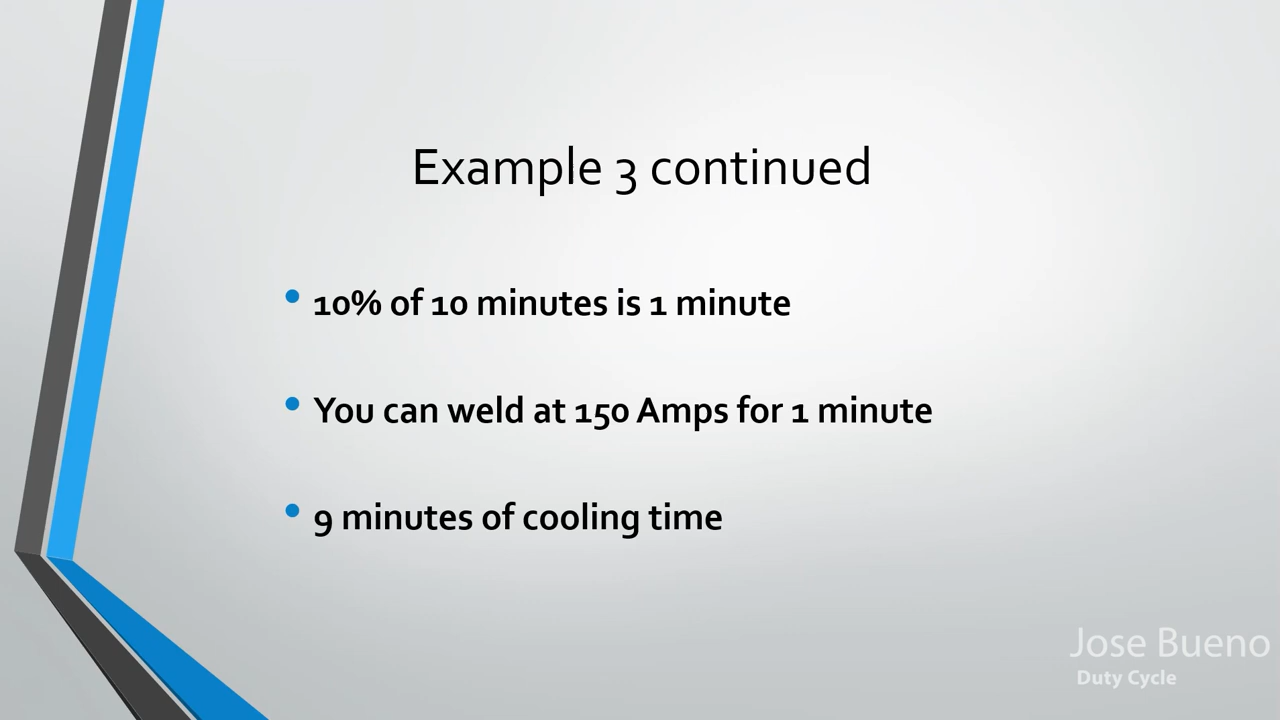 Example 3 continued
• 10% of 10 minutes is 1 minute
• You can weld at 150 Amps for 1 minute
• 9 minutes of cooling time
Jose Bueno
Duty Cycle